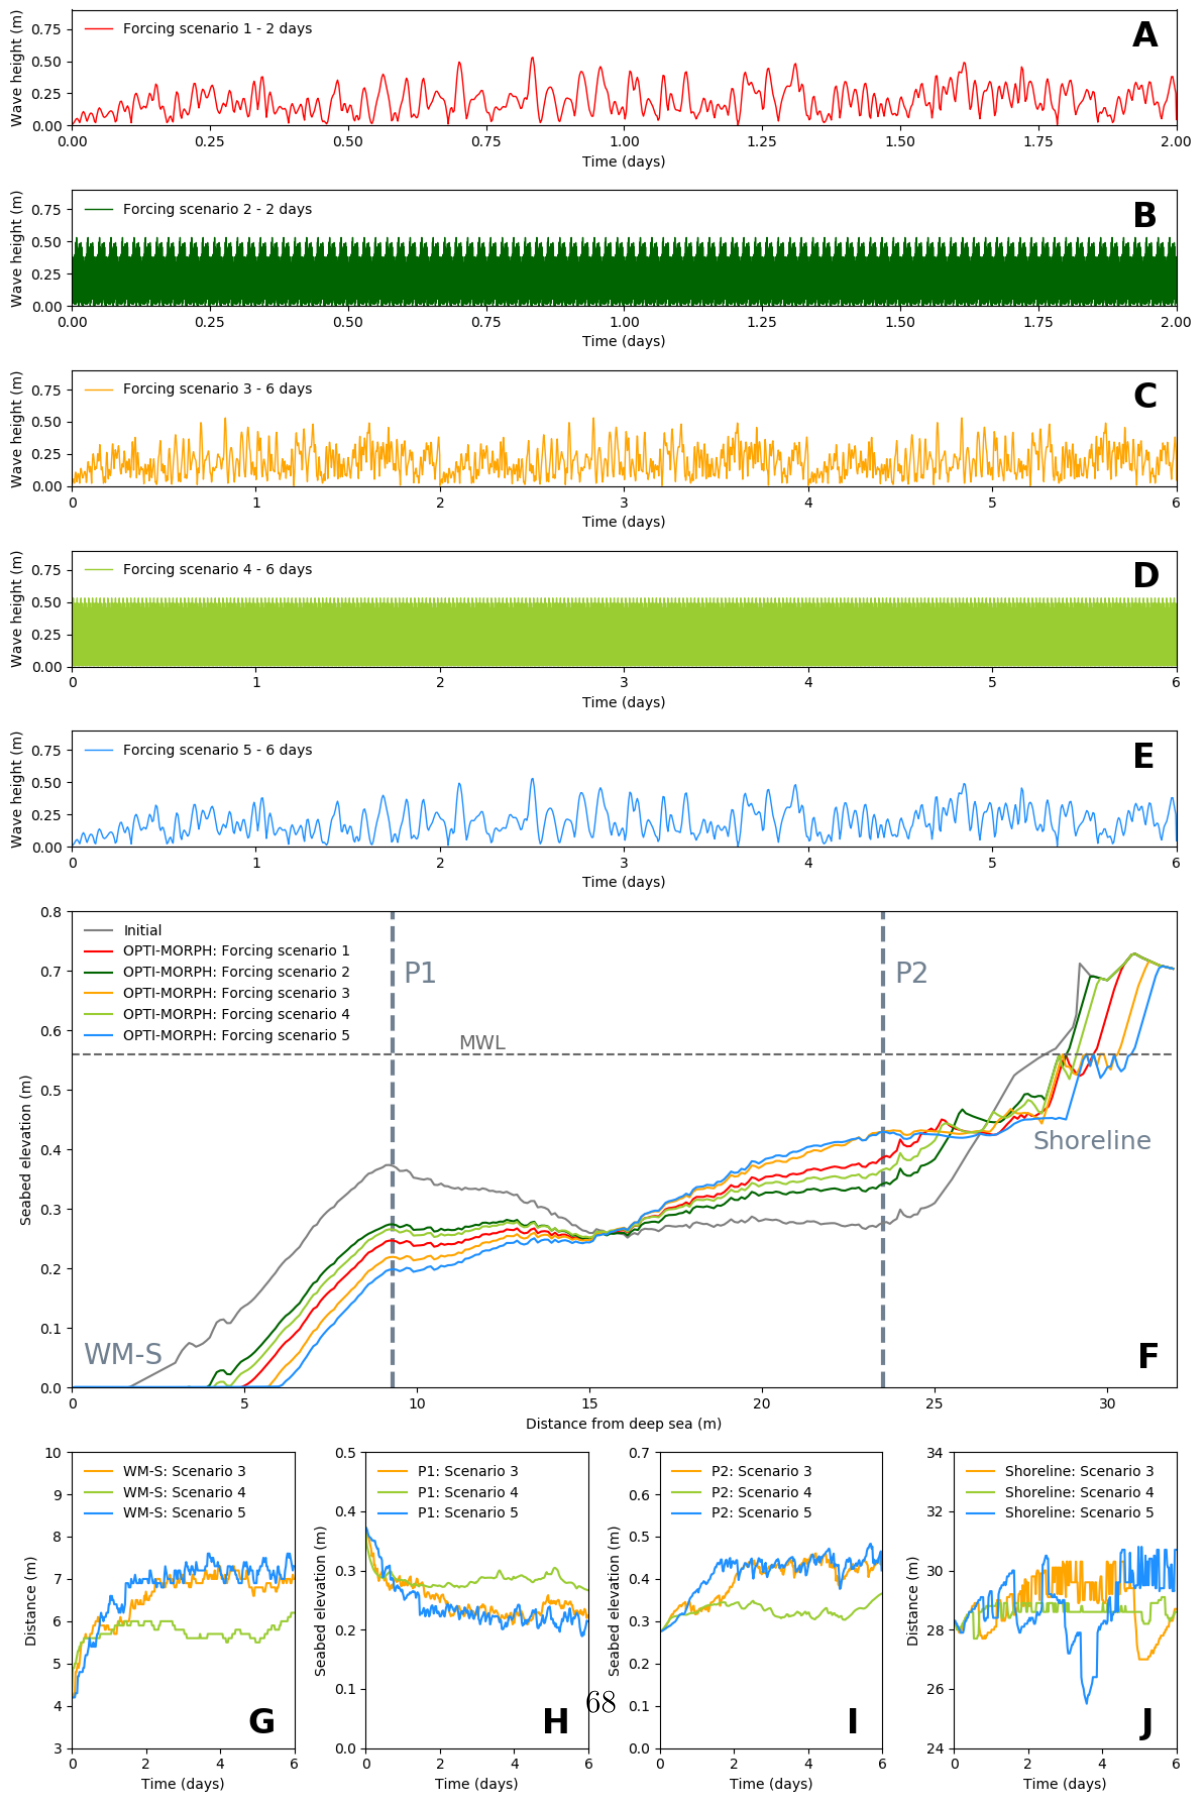 Wave height (m)
0.75
0.50
0.25
0.00
Forcing scenario 1 - 2 days
A
0.00 0.25 0.50 0.75 1.00 1.25 1.50 1.75 2.00
Time (days)
Wave height (m)
0.75
0.50
0.25
0.00
Forcing scenario 2 - 2 days
B
0.00 0.25 0.50 0.75 1.00 1.25 1.50 1.75 2.00
Time (days)
Wave height (m)
0.75
0.50
0.25
0.00
Forcing scenario 3 - 6 days
C
0 1 2 3 4 5 6
Time (days)
Wave height (m)
0.75
0.50
0.25
0.00
Forcing scenario 4 - 6 days
D
0 1 2 3 4 5 6
Time (days)
Wave height (m)
0.75
0.50
0.25
0.00
Forcing scenario 5 - 6 days
E
0 1 2 3 4 5 6
Time (days)
Seabed elevation (m)
0.8
0.7
0.6
0.5
0.4
0.3
0.2
0.1
0.0
Initial
OPTI-MORPH: Forcing scenario 1
OPTI-MORPH: Forcing scenario 2
OPTI-MORPH: Forcing scenario 3
OPTI-MORPH: Forcing scenario 4
OPTI-MORPH: Forcing scenario 5
P1
P2
MWL
Shoreline
WM-S
F
0 5 10 15 20 25 30
Distance from deep sea (m)
Distance (m)
10
9
8
7
6
5
4
3
WM-S: Scenario 3
WM-S: Scenario 4
WM-S: Scenario 5
G
0 2 4 6
Time (days)
Seabed elevation (m)
0.5
0.4
0.3
0.2
0.1
0.0
P1: Scenario 3
P1: Scenario 4
P1: Scenario 5
H
0 2 4 6
Time (days)
68
Seabed elevation (m)
0.7
0.6
0.5
0.4
0.3
0.2
0.1
0.0
P2: Scenario 3
P2: Scenario 4
P2: Scenario 5
I
0 2 4 6
Time (days)
Distance (m)
34
32
30
28
26
24
Shoreline: Scenario 3
Shoreline: Scenario 4
Shoreline: Scenario 5
J
0 2 4 6
Time (days)